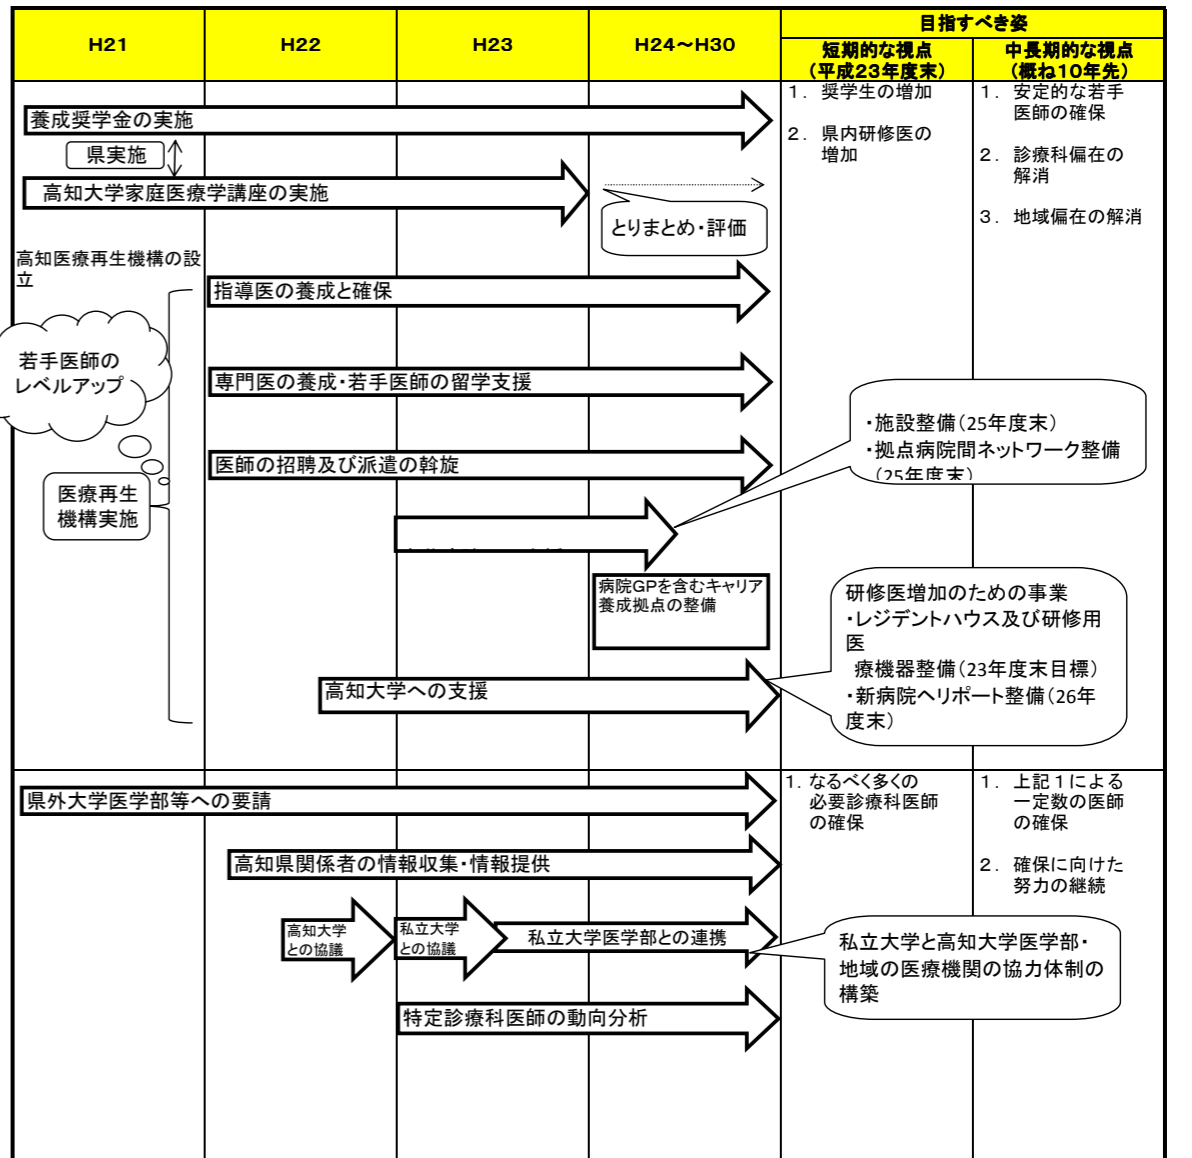 H21
H22
H23
H24～H30
目指すべき姿
短期的な視点
（平成23年度末）
中長期的な視点
（概ね10年先）
養成奨学金の実施
県実施
高知大学家庭医療学講座の実施
とりまとめ・評価
1． 奨学生の増加
2． 県内研修医の
増加
1． 安定的な若手
医師の確保
2． 診療科偏在の
解消
3． 地域偏在の解消
高知医療再生機構の設
立
指導医の養成と確保
若手医師の
レベルアップ
専門医の養成・若手医師の留学支援
医師の招聘及び派遣の斡旋
・施設整備（25年度末）
・拠点病院間ネットワーク整備
（25年度末）
医療再生
機構実施
病院GPを含むキャリア
養成拠点の整備
研修医増加のための事業
・レジデントハウス及び研修用
医
療機器整備（23年度末目標）
・新病院ヘリポート整備（26年
度末）
高知大学への支援
県外大学医学部等への要請
1. なるべく多くの
必要診療科医師
の確保
1． 上記１による
一定数の医師
の確保
2． 確保に向けた
努力の継続
高知県関係者の情報収集・情報提供
高知大学
との協議
私立大学
との協議
私立大学医学部との連携
私立大学と高知大学医学部・
地域の医療機関の協力体制の
構築
特定診療科医師の動向分析